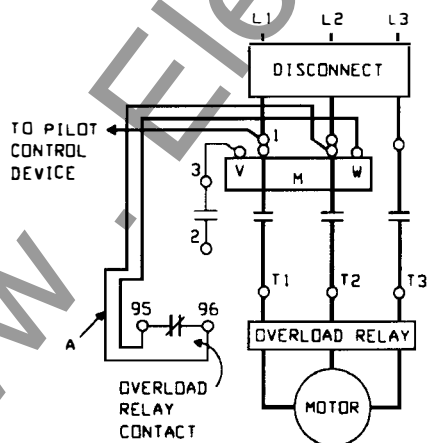 L1 L2 L3
DISCONNECT
TO PILOT
CONTROL
DEVICE
1
V M W
3
2
T1 T2 T3
95 96
A
OVERLOAD RELAY
OVERLOAD
RELAY
CONTACT
MOTOR
w . Ele